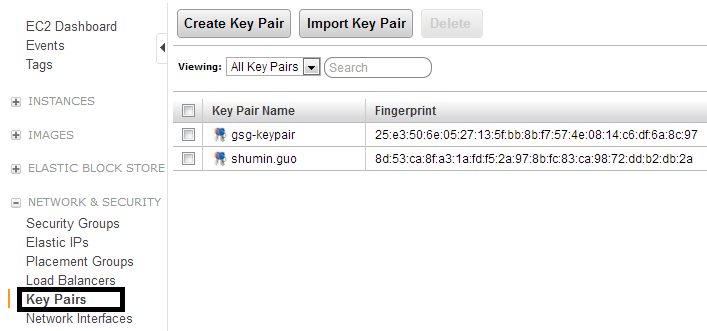 EC2 Dashboard
Events
Tags
INSTANCES
IMAGES
ELASTIC BLOCK STORE
NETWORK & SECURITY
Security Groups
Elastic IPs
Placement Groups
Load Balancers
Key Pairs
Network Interfaces
Create Key Pair Import Key Pair Delete
Viewing: All Key Pairs Search
Key Pair Name Fingerprint
gsg-keypair 25:e3:50:6e:05:27:13:5f:bb:8b:f7:57:4e:08:14:c6:df:6a:8c:97
shumin.guo 8d:53:ca:8f:a3:1a:fd:f5:2a:97:8b:fc:83:ca:98:72:dd:b2:db:2a